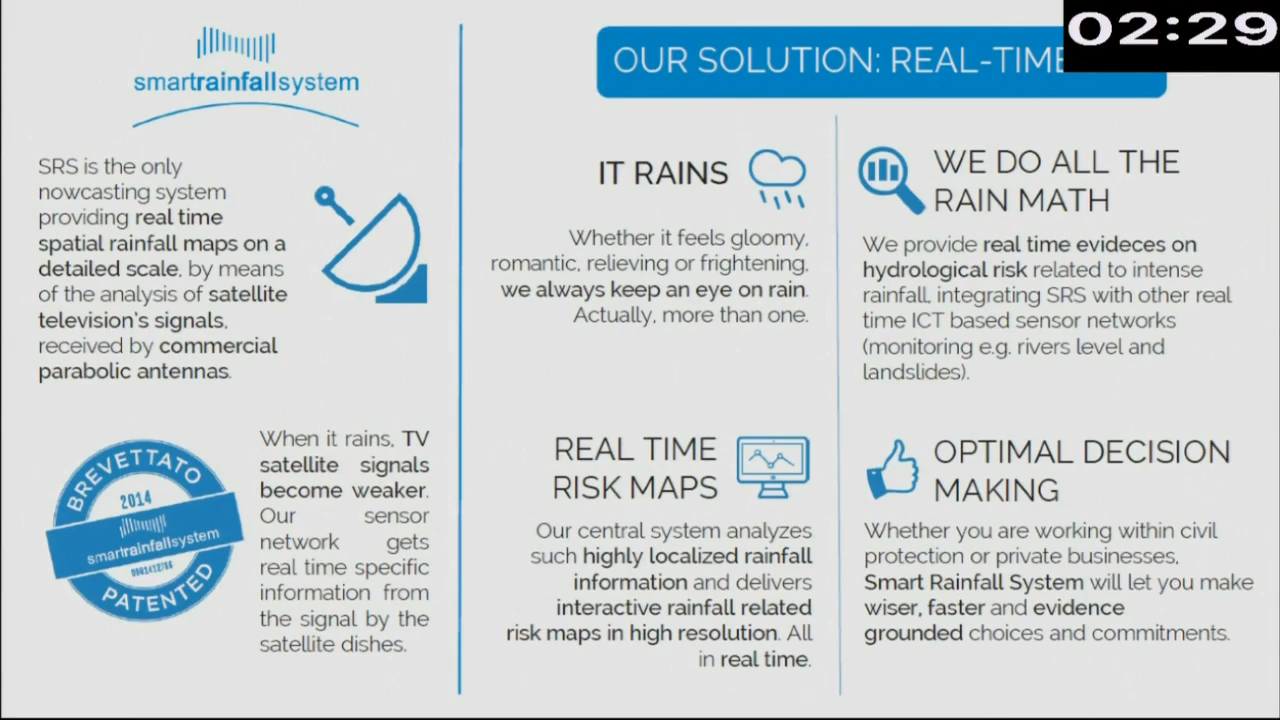 02:29
smartrainfallsystem
OUR SOLUTION: REAL-TIME
SRS is the only
nowcasting system
providing real time
spatial rainfall maps on a
detailed scale, by means
of the analysis of satellite
television's signals,
received by commercial
parabolic antennas.
BREVETTATO
2014
smartrainfallsystem
PATENTED
When it rains, TV
satellite signals
become weaker.
Our sensor
network gets
real time specific
information from
the signal by the
satellite dishes.
IT RAINS
Whether it feels gloomy,
romantic, relieving or frightening,
we always keep an eye on rain.
Actually, more than one.
WE DO ALL THE
RAIN MATH
We provide real time evideces on
hydrological risk related to intense
rainfall, integrating SRS with other real
time ICT based sensor networks
(monitoring e.g. rivers level and
landslides).
REAL TIME
RISK MAPS
Our central system analyzes
such highly localized rainfall
information and delivers
interactive rainfall related
risk maps in high resolution. All
in real time.
OPTIMAL DECISION
MAKING
Whether you are working within civil
protection or private businesses,
Smart Rainfall System will let you make
wiser, faster and evidence
grounded choices and commitments.